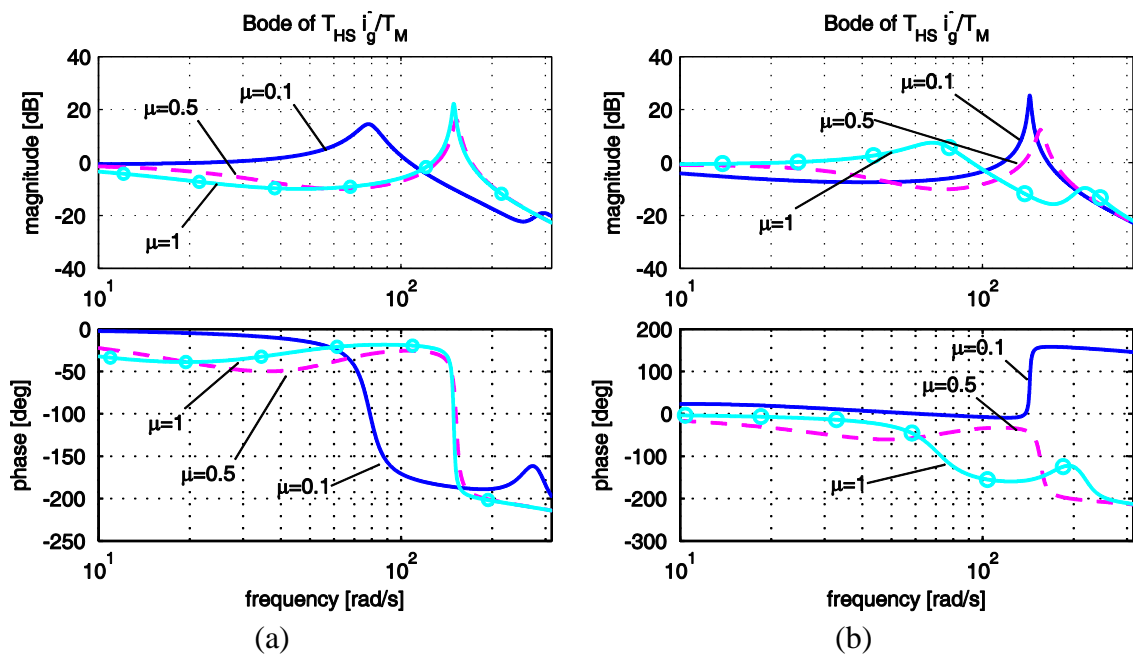 Bode of T_HS i_g^-/T_M
magnitude [dB]
40
20
0
-20
-40
μ=0.5
μ=0.1
μ=1
10^1
10^2
phase [deg]
0
-50
-100
-150
-200
-250
μ=1
μ=0.5
μ=0.1
10^1
10^2
frequency [rad/s]
(a)
Bode of T_HS i_g^-/T_M
magnitude [dB]
40
20
0
-20
-40
μ=0.1
μ=0.5
μ=1
10^1
10^2
phase [deg]
200
100
0
-100
-200
-300
μ=0.1
μ=0.5
μ=1
10^1
10^2
frequency [rad/s]
(b)